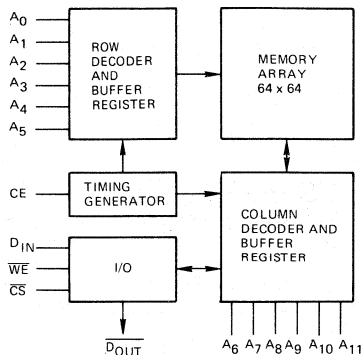 A0
A1
A2
A3
A4
A5
ROW
DECODER
AND
BUFFER
REGISTER
MEMORY
ARRAY
64 x 64
CE
TIMING
GENERATOR
COLUMN
DECODER AND
BUFFER
REGISTER
DIN
WE
CS
I/O
DOUT
A6 A7 A8 A9 A10 A11